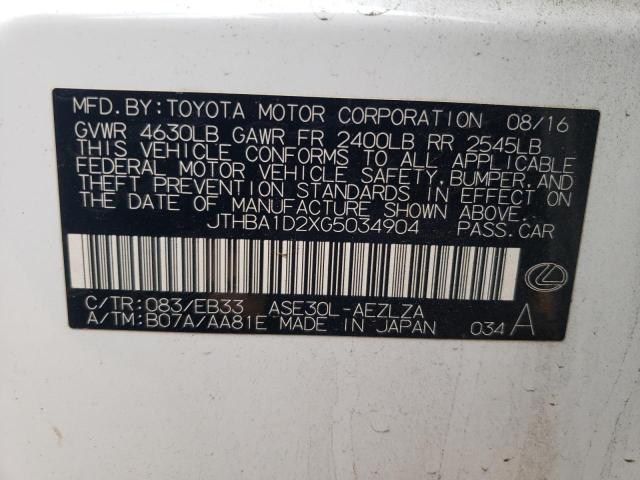 MFD.BY:TOYOTA MOTOR CORPORATION 08/16
GVWR 4630LB GAWR FR 2400LB RR 2545LB
THIS VEHICLE CONFORMS TO ALL APPLICABLE
FEDERAL MOTOR VEHICLE SAFETY,BUMPER,AND
THEFT PREVENTION STANDARDS IN EFFECT ON
THE DATE OF MANUFACTURE SHOWN ABOVE.
JTHBA1D2XG5034904 PASS.CAR
C/TR:083/EB33 ASE30L-AEZLZA
A/TM:B07A/AA81E MADE IN JAPAN 034 A